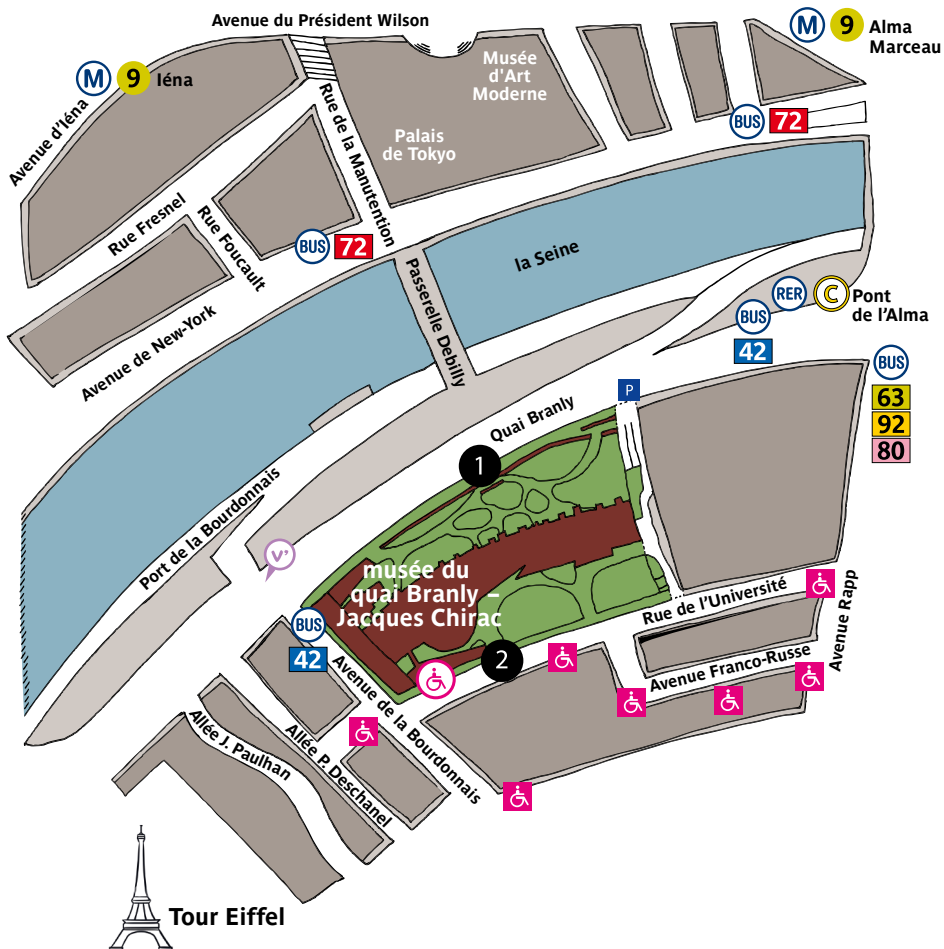 Avenue du Président Wilson
M 9 Alma
Marceau
M 9 Iéna
Musée
d'Art
Moderne
Avenue d'Iéna
Rue de la Manutention
Palais
de Tokyo
BUS 72
Rue Fresnel
Rue Foucault
BUS 72
la Seine
Passerelle Debilly
RER C Pont
de l'Alma
BUS
42
Avenue de New-York
BUS
63
92
80
P
Quai Branly
1
Port de la Bourdonnais
V'
musée du
quai Branly –
Jacques Chirac
Rue de l'Université
Avenue Rapp
BUS
42
2
Avenue Franco-Russe
Avenue de la Bourdonnais
Allée P. Deschanel
Allée J. Paulhan
Tour Eiffel